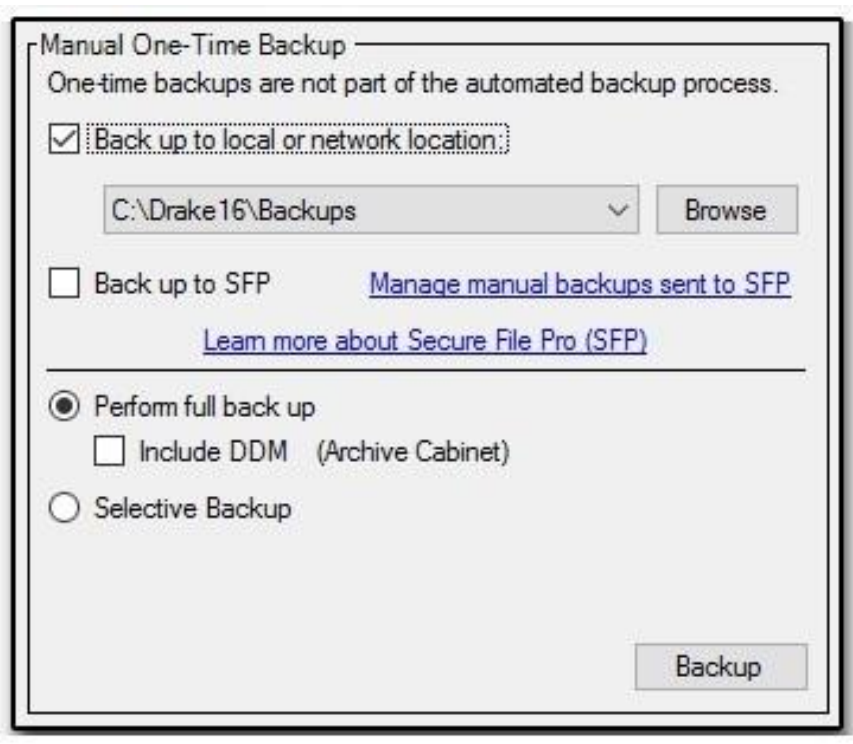 Manual One-Time Backup
One-time backups are not part of the automated backup process.
Back up to local or network location:
C:\Drake16\Backups
Browse
Back up to SFP
Manage manual backups sent to SFP
Learn more about Secure File Pro (SFP)
Perform full back up
Include DDM (Archive Cabinet)
Selective Backup
Backup